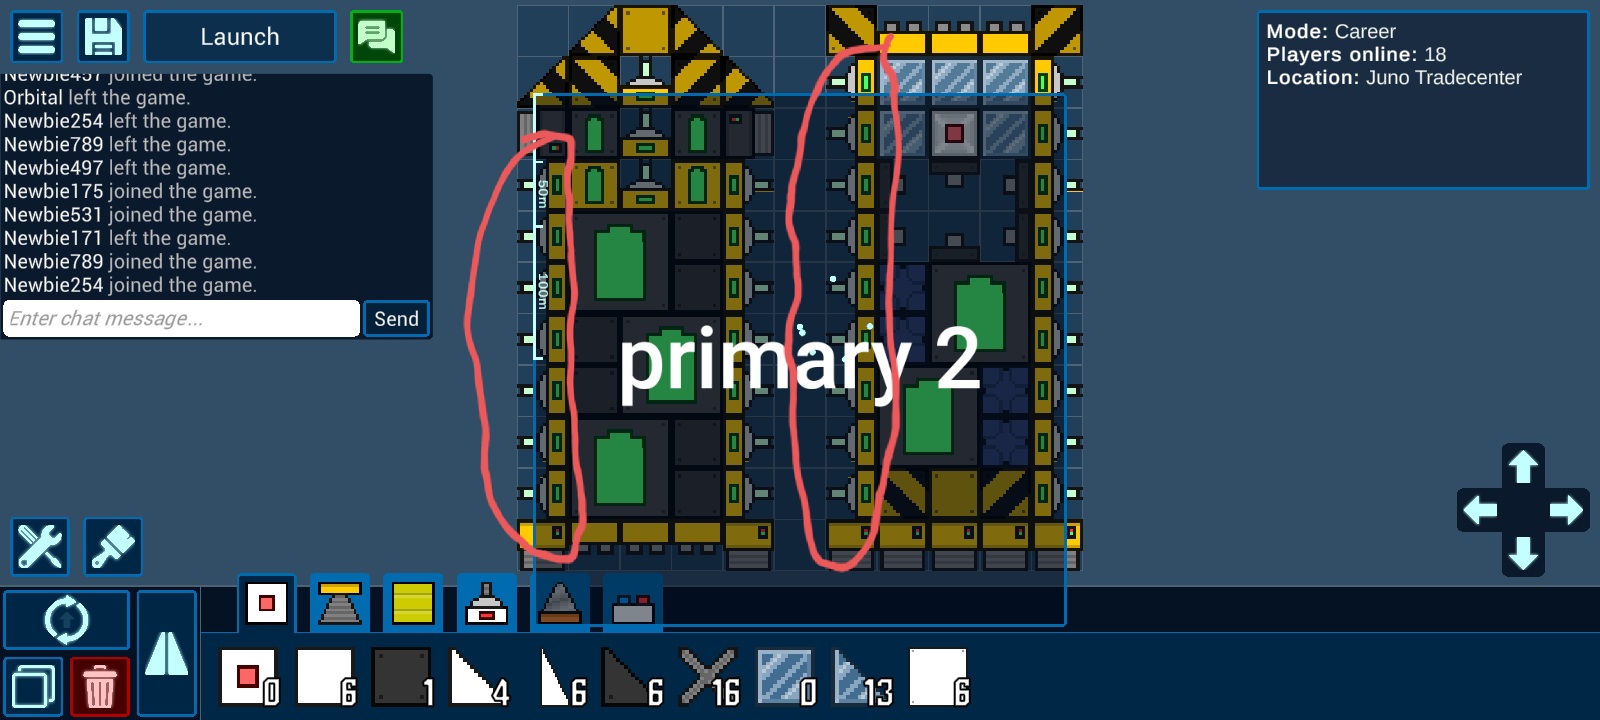 Launch
Newbie457 joined the game.
Orbital left the game.
Newbie254 left the game.
Newbie789 left the game.
Newbie497 left the game.
Newbie175 joined the game.
Newbie531 joined the game.
Newbie171 left the game.
Newbie789 joined the game.
Newbie254 joined the game.
Enter chat message...
Send
50m
100m
primary 2
Mode: Career
Players online: 18
Location: Juno Tradecenter
0
6
1
4
6
6
16
0
13
6